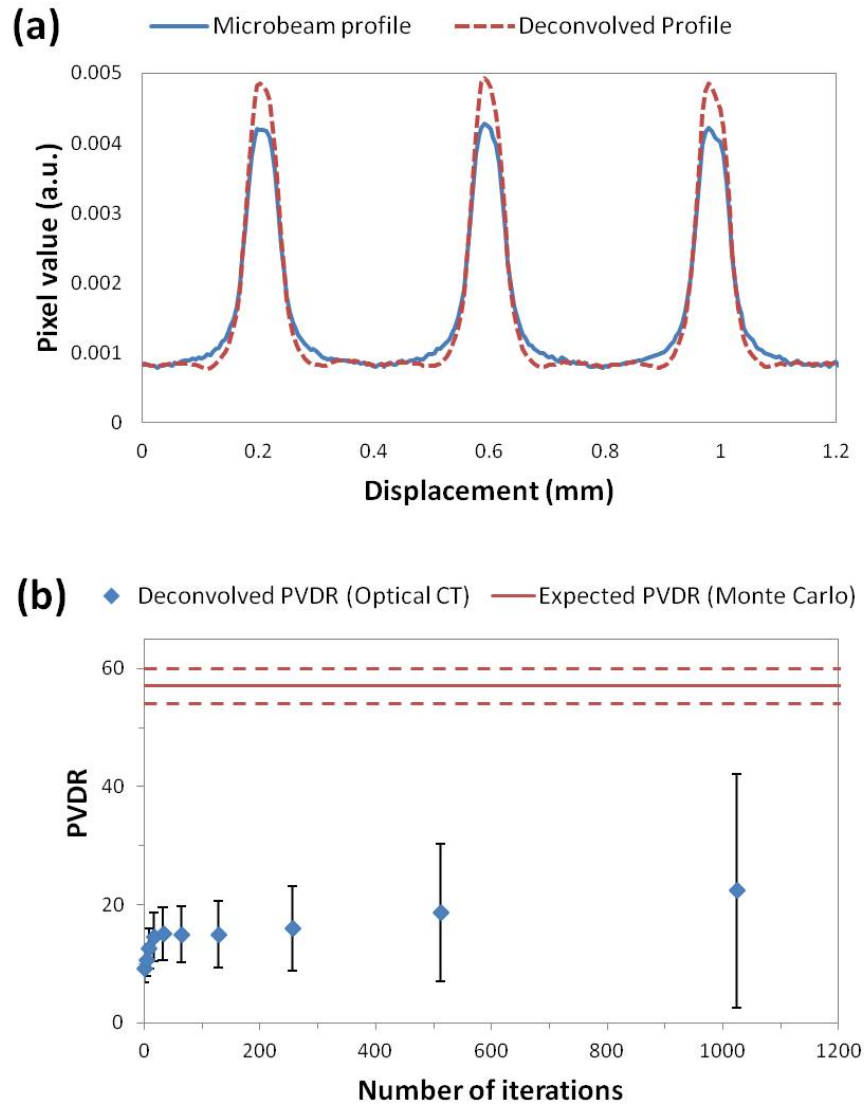 (a)
Microbeam profile
Deconvolved Profile
0.005
0.004
0.003
0.002
0.001
0
Pixel value (a.u.)
0 0.2 0.4 0.6 0.8 1 1.2
Displacement (mm)
(b)
Deconvolved PVDR (Optical CT)
Expected PVDR (Monte Carlo)
60
40
20
0
PVDR
0 200 400 600 800 1000 1200
Number of iterations